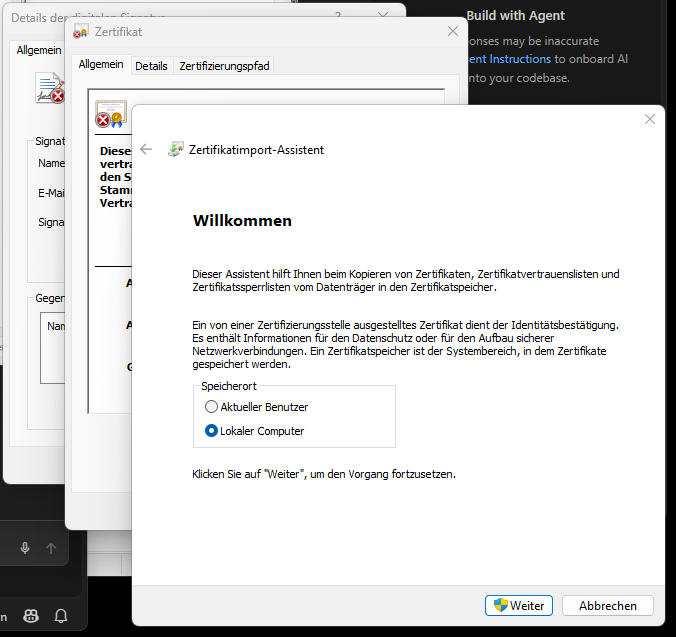 Details der digitalen Signatur
?
Allgemein
Signat
Name
E-Mai
Signa
Gegen
Nam
Zertifikat
Allgemein
Details
Zertifizierungspfad
Diese
vertra
den S
Stamm
Vertra
A
A
G
Build with Agent
onses may be inaccurate
ent Instructions to onboard AI
nto your codebase.
Zertifikatimport-Assistent
Willkommen
Dieser Assistent hilft Ihnen beim Kopieren von Zertifikaten, Zertifikatvertrauenslisten und
Zertifikatssperrlisten vom Datenträger in den Zertifikatspeicher.
Ein von einer Zertifizierungsstelle ausgestelltes Zertifikat dient der Identitätsbestätigung.
Es enthält Informationen für den Datenschutz oder für den Aufbau sicherer
Netzwerkverbindungen. Ein Zertifikatspeicher ist der Systembereich, in dem Zertifikate
gespeichert werden.
Speicherort
Aktueller Benutzer
Lokaler Computer
Klicken Sie auf "Weiter", um den Vorgang fortzusetzen.
Weiter
Abbrechen
n